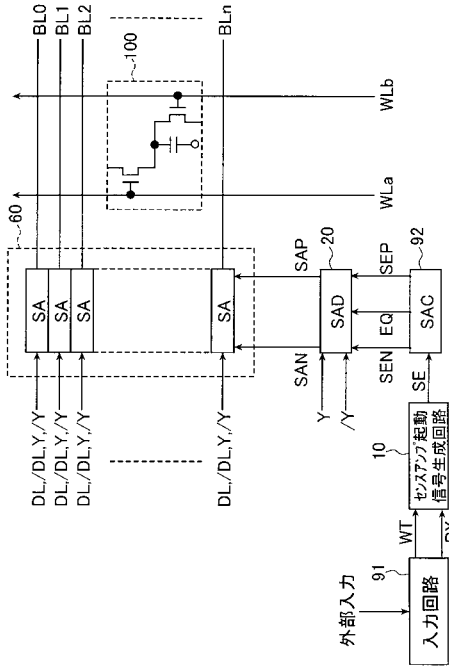 BL0
BL1
BL2
BLn
100
WLa
WLb
60
SA
SA
SA
SA
DL,/DL,Y,/Y
DL,/DL,Y,/Y
DL,/DL,Y,/Y
DL,/DL,Y,/Y
SAN
SAP
20
SAD
Y
/Y
SEN
EQ
SEP
92
SAC
SE
10
センスアンプ起動
信号生成回路
WT
91
入力回路
外部入力